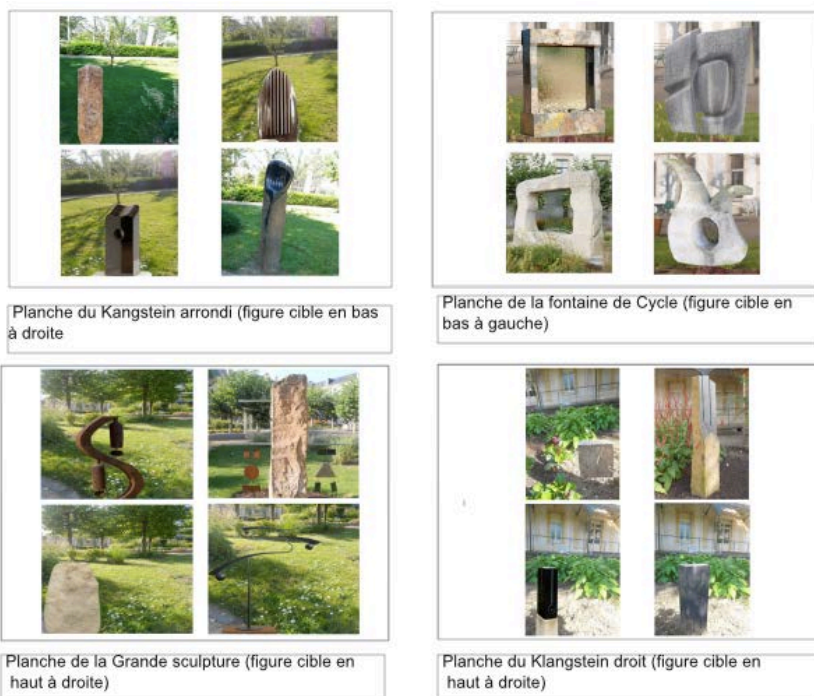 Planche du Kangstein arrondi (figure cible en bas
à droite
Planche de la fontaine de Cycle (figure cible en
bas à gauche)
Planche de la Grande sculpture (figure cible en
haut à droite)
Planche du Klangstein droit (figure cible en
haut à droite)